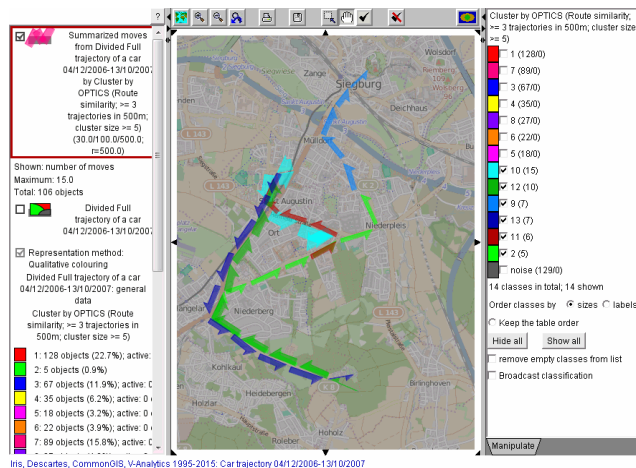 ?
Summarized moves
from Divided Full
trajectory of a car
04/12/2006-13/10/2007
by Cluster by
OPTICS (Route
similarity; >= 3
trajectories in
500m; cluster
size >= 5)
(30.0/100.0/500.0;
r=500.0)
Shown: number of moves
Maximum: 15.0
Total: 106 objects
Divided Full
trajectory of a car
04/12/2006-13/10/2007
Representation method:
Qualitative colouring
Divided Full trajectory of a car
04/12/2006-13/10/2007: general
data
Cluster by OPTICS (Route
similarity; >= 3 trajectories in
500m; cluster size >= 5)
1: 128 objects (22.7%); active:
2: 5 objects (0.9%)
3: 67 objects (11.9%); active: 0
4: 35 objects (6.2%); active: 0
5: 18 objects (3.2%); active: 0
6: 22 objects (3.9%); active: 0
7: 89 objects (15.8%); active: 0
Wolsdorf
Zange
Siegburg
Deichhaus
L 143
Mülldorf
L 143
K 2
Ort
Niederpleis
Niederberg
Kohlkaul
K 8
Heidebergen
Birlinghoven
Holzlar
Roleber
Hoholz
Cluster by OPTICS (Route similarity;
>= 3 trajectories in 500m; cluster size
>= 5)
1 (128/0)
7 (89/0)
3 (67/0)
4 (35/0)
8 (27/0)
6 (22/0)
5 (18/0)
10 (15)
12 (10)
9 (7)
13 (7)
11 (6)
2 (5)
noise (129/0)
14 classes in total; 14 shown
Order classes by sizes labels
Keep the table order
Hide all Show all
remove empty classes from list
Broadcast classification
Manipulate
Iris, Descartes, CommonGIS, V-Analytics 1995-2015: Car trajectory 04/12/2006-13/10/2007